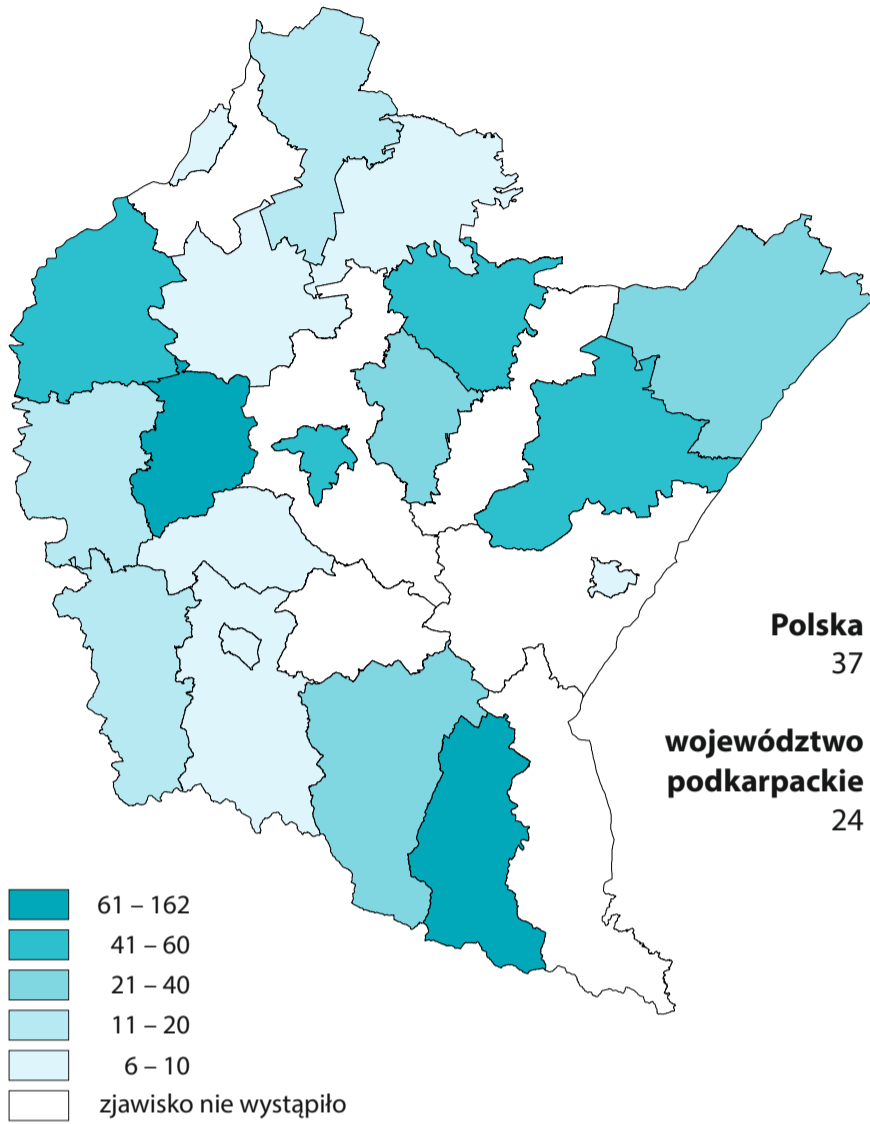 Polska
37
województwo
podkarpackie
24
61 – 162
41 – 60
21 – 40
11 – 20
6 – 10
zjawisko nie wystąpiło